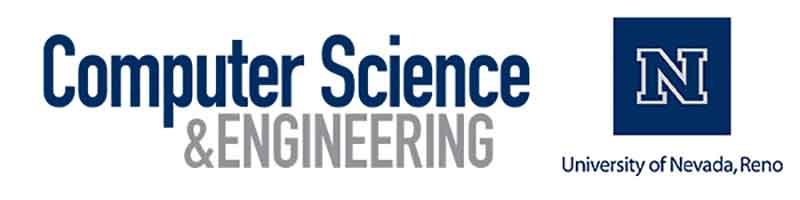 Computer Science
& ENGINEERING
N
University of Nevada, Reno